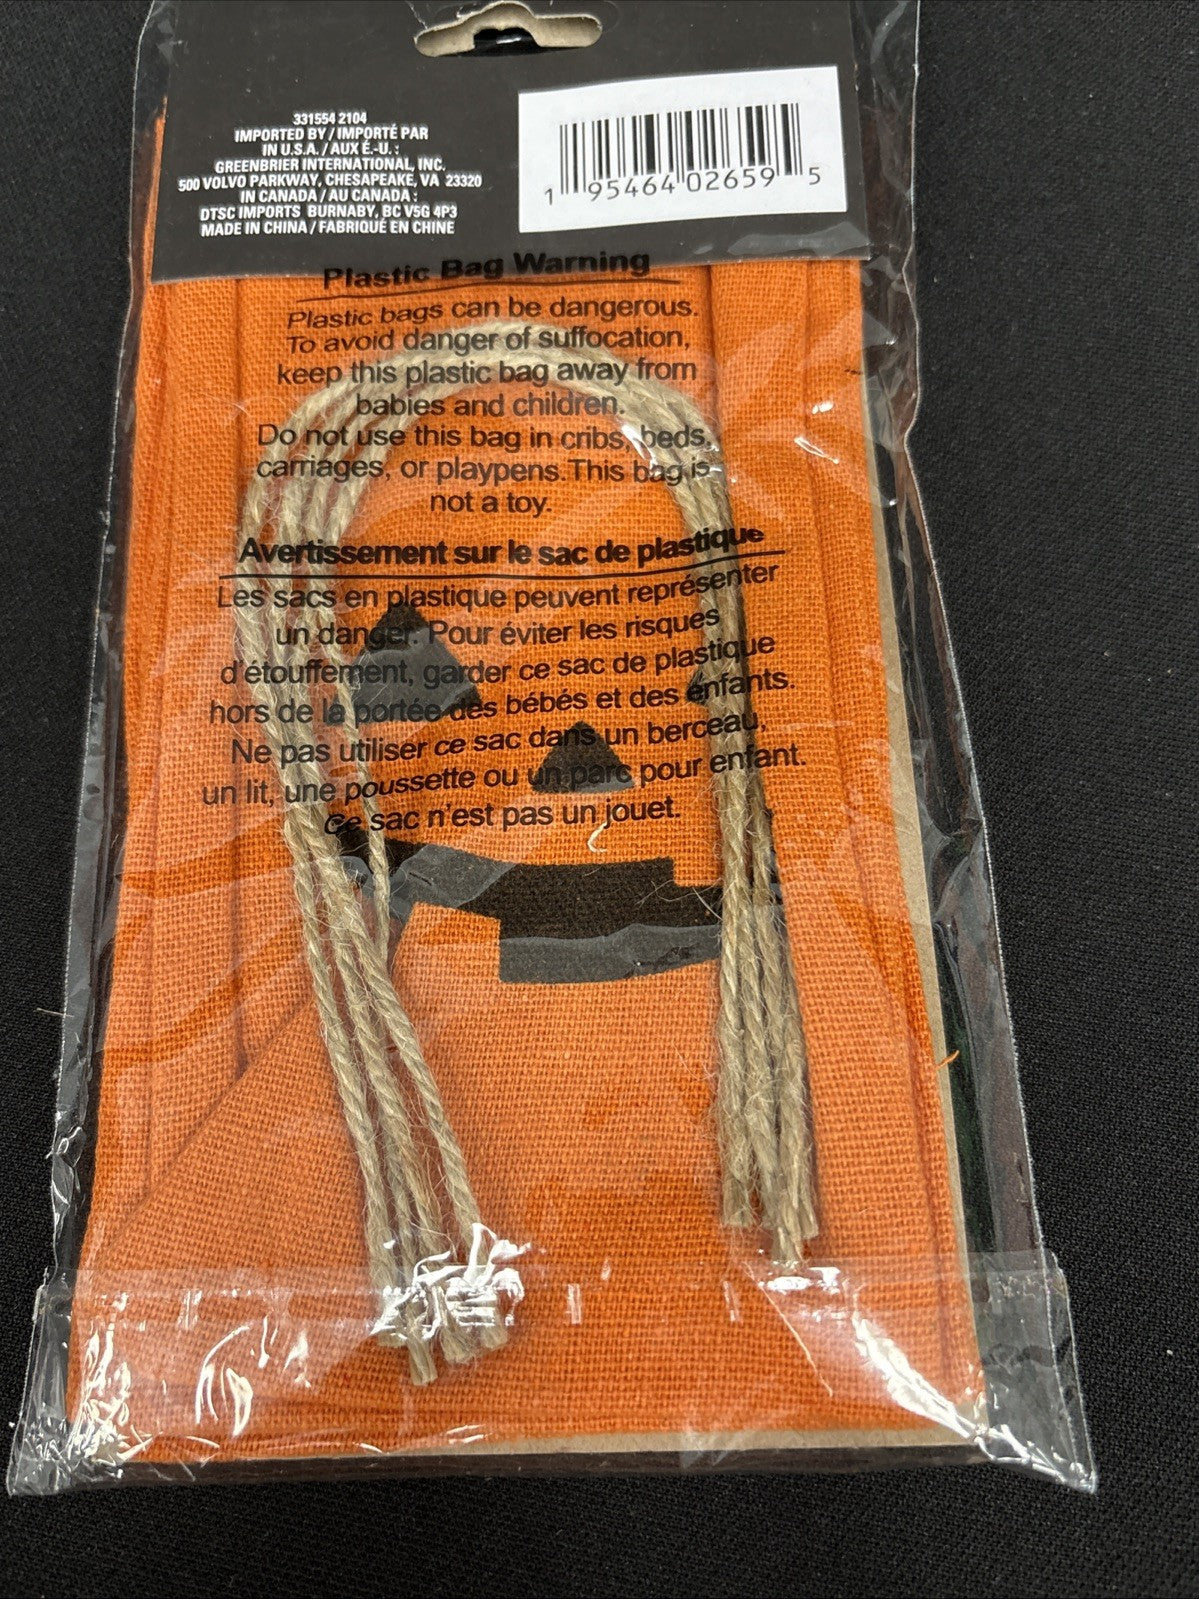 331554 2104
IMPORTED BY / IMPORTÉ PAR
IN U.S.A. / AUX É.-U. :
GREENBRIER INTERNATIONAL, INC.
500 VOLVO PARKWAY, CHESAPEAKE, VA 23320
IN CANADA / AU CANADA :
DTSC IMPORTS BURNABY, BC V5G 4P3
MADE IN CHINA / FABRIQUÉ EN CHINE
1 95464 02659 5
Plastic Bag Warning
Plastic bags can be dangerous.
To avoid danger of suffocation,
keep this plastic bag away from
babies and children.
Do not use this bag in cribs, beds,
carriages, or playpens.This bag is
not a toy.
Avertissement sur le sac de plastique
Les sacs en plastique peuvent représenter
un danger. Pour éviter les risques
d'étouffement, garder ce sac de plastique
hors de la portée des bébés et des enfants.
Ne pas utiliser ce sac dans un berceau,
un lit, une poussette ou un parc pour enfant.
Ce sac n'est pas un jouet.